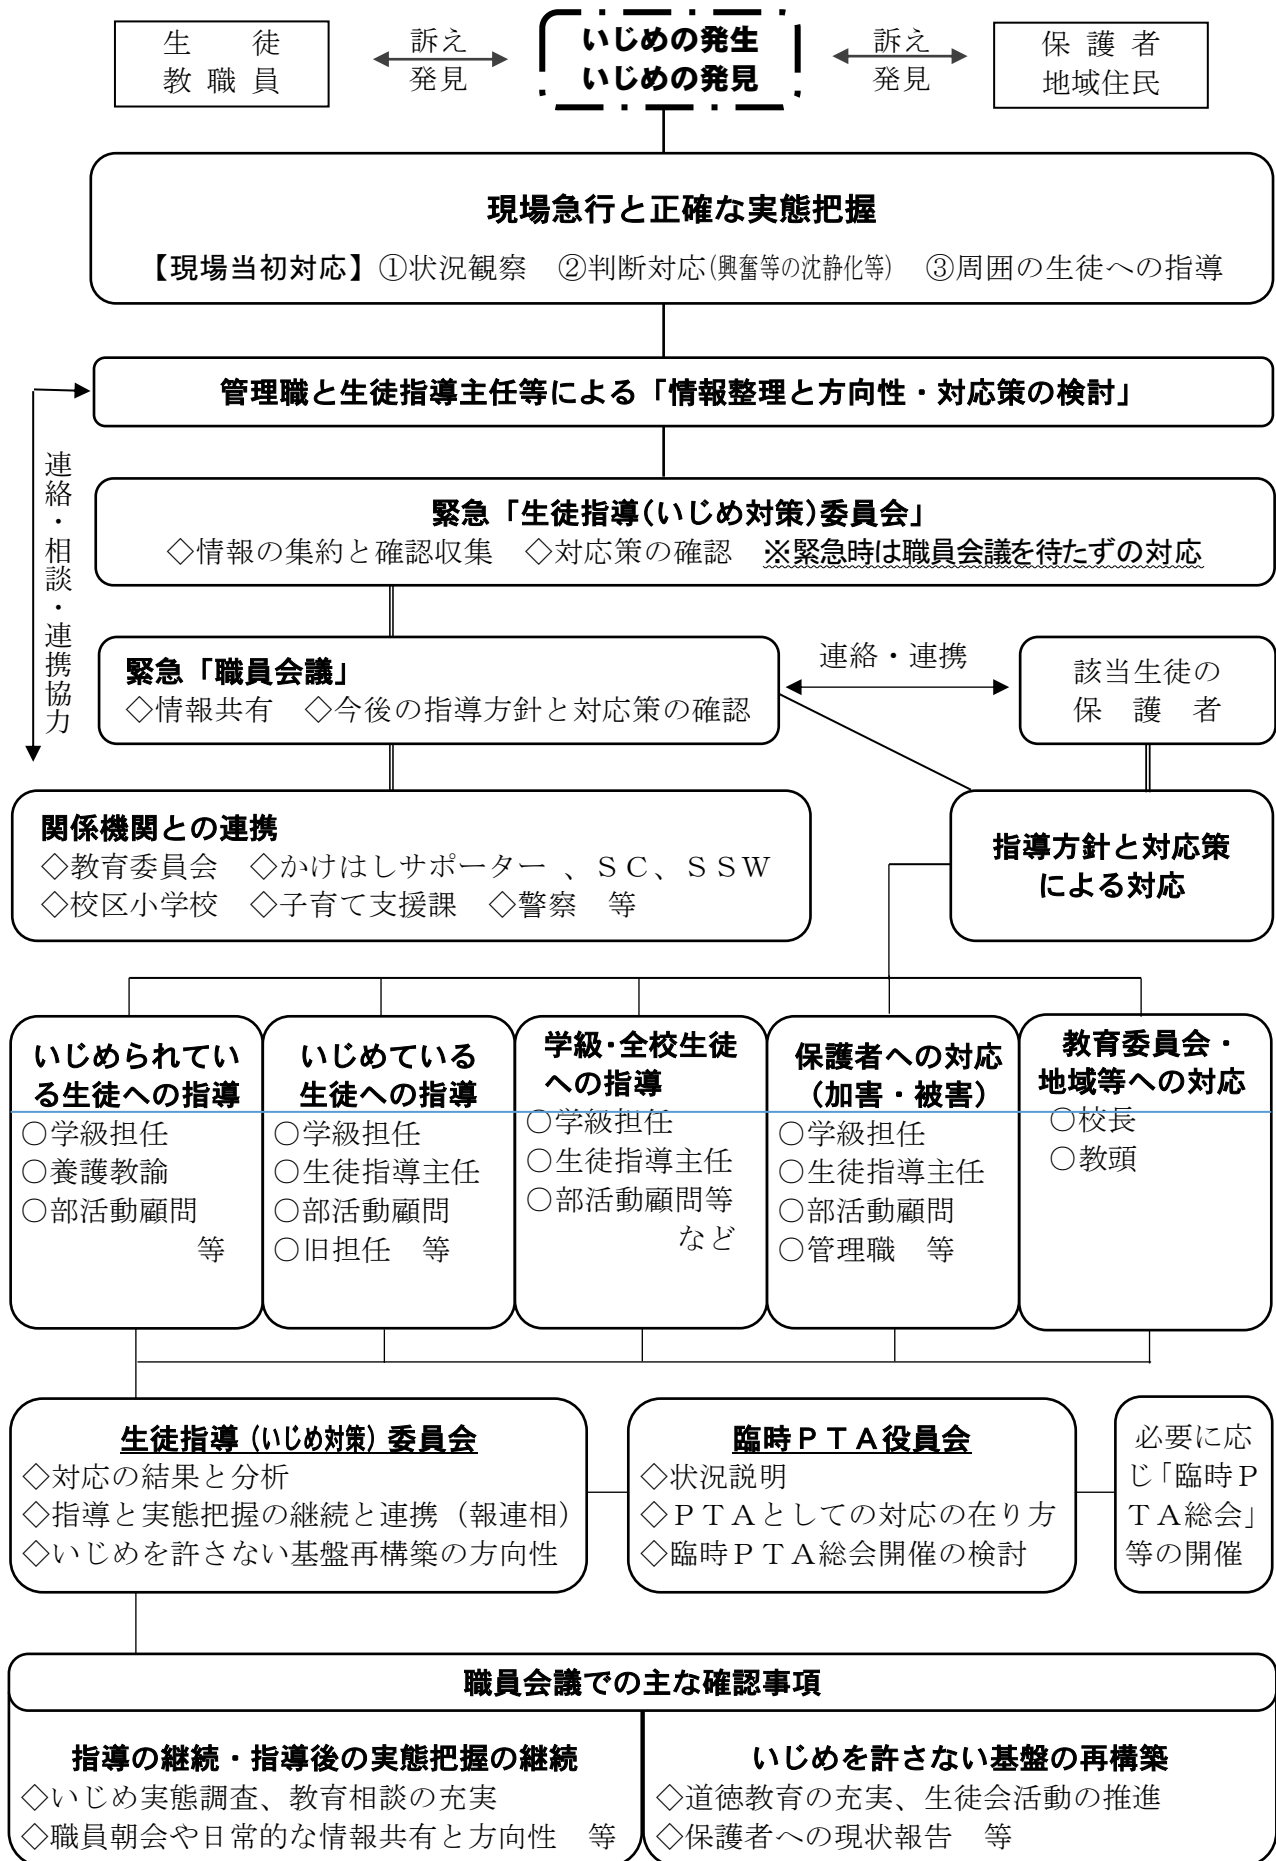 生　徒
教職員
訴え
発見
いじめの発生
いじめの発見
訴え
発見
保護者
地域住民
現場急行と正確な実態把握
【現場当初対応】①状況観察　②判断対応(興奮等の沈静化等)　③周囲の生徒への指導
管理職と生徒指導主任等による「情報整理と方向性・対応策の検討」
連絡・相談・連携協力
緊急「生徒指導(いじめ対策)委員会」
◇情報の集約と確認収集　◇対応策の確認　※緊急時は職員会議を待たずの対応
緊急「職員会議」
◇情報共有　◇今後の指導方針と対応策の確認
連絡・連携
該当生徒の
保　護　者
関係機関との連携
◇教育委員会　◇かけはしサポーター　、ＳＣ、ＳＳＷ
◇校区小学校　◇子育て支援課　◇警察　等
指導方針と対応策
による対応
いじめられてい
る生徒への指導
○学級担任
○養護教諭
○部活動顧問
等
いじめている
生徒への指導
○学級担任
○生徒指導主任
○部活動顧問
○旧担任　等
学級・全校生徒
への指導
○学級担任
○生徒指導主任
○部活動顧問等
など
保護者への対応
(加害・被害)
○学級担任
○生徒指導主任
○部活動顧問
○管理職　等
教育委員会・
地域等への対応
○校長
○教頭
生徒指導(いじめ対策)委員会
◇対応の結果と分析
◇指導と実態把握の継続と連携（報連相）
◇いじめを許さない基盤再構築の方向性
臨時ＰＴＡ役員会
◇状況説明
◇ＰＴＡとしての対応の在り方
◇臨時ＰＴＡ総会開催の検討
必要に応
じ「臨時Ｐ
ＴＡ総会」
等の開催
職員会議での主な確認事項
指導の継続・指導後の実態把握の継続
◇いじめ実態調査、教育相談の充実
◇職員朝会や日常的な情報共有と方向性　等
いじめを許さない基盤の再構築
◇道徳教育の充実、生徒会活動の推進
◇保護者への現状報告　等